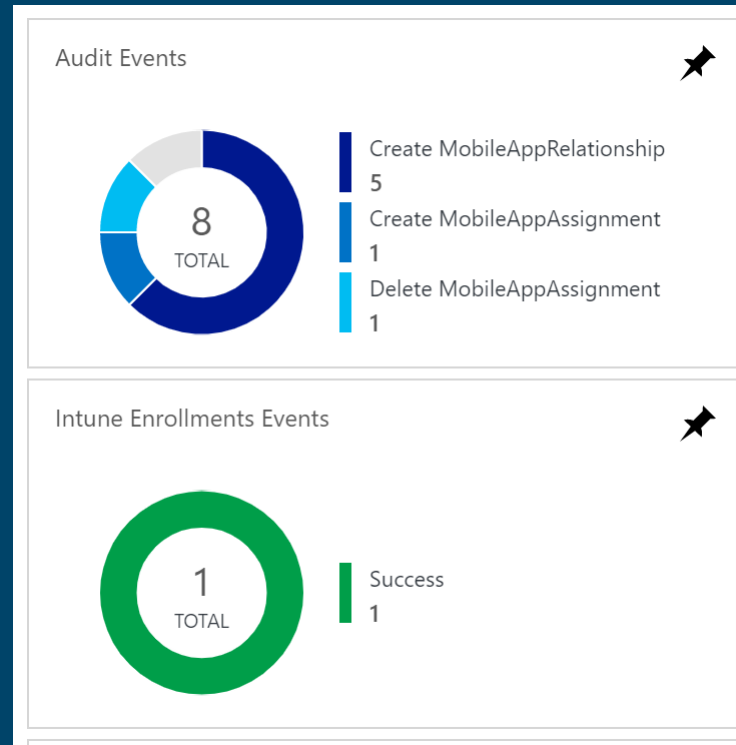 Audit Events
8
TOTAL
Create MobileAppRelationship
5
Create MobileAppAssignment
1
Delete MobileAppAssignment
1
Intune Enrollments Events
1
TOTAL
Success
1